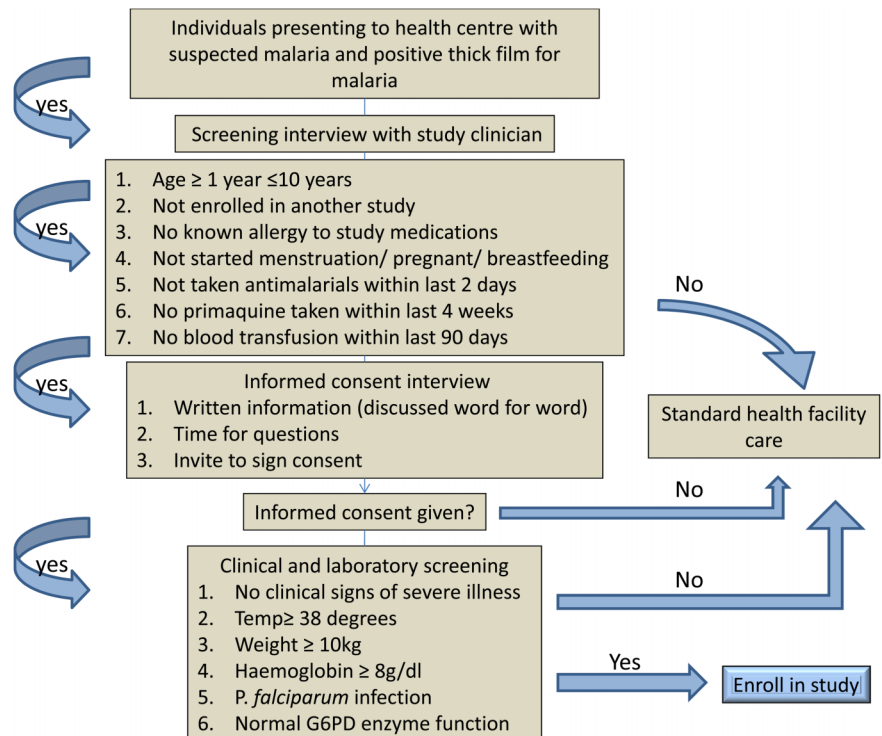 Individuals presenting to health centre with
suspected malaria and positive thick film for
malaria
yes
Screening interview with study clinician
1. Age ≥ 1 year ≤10 years
2. Not enrolled in another study
3. No known allergy to study medications
4. Not started menstruation/ pregnant/ breastfeeding
5. Not taken antimalarials within last 2 days
6. No primaquine taken within last 4 weeks
7. No blood transfusion within last 90 days
yes
No
Informed consent interview
1. Written information (discussed word for word)
2. Time for questions
3. Invite to sign consent
yes
Standard health facility
care
Informed consent given?
No
yes
Clinical and laboratory screening
1. No clinical signs of severe illness
2. Temp≥ 38 degrees
3. Weight ≥ 10kg
4. Haemoglobin ≥ 8g/dl
5. P. falciparum infection
6. Normal G6PD enzyme function
No
Yes
Enroll in study